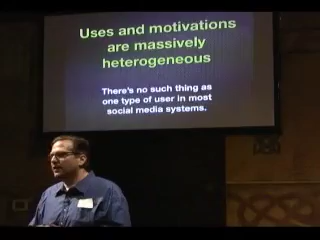 Uses and motivations
are massively
heterogeneous
There's no such thing as
one type of user in most
social media systems.